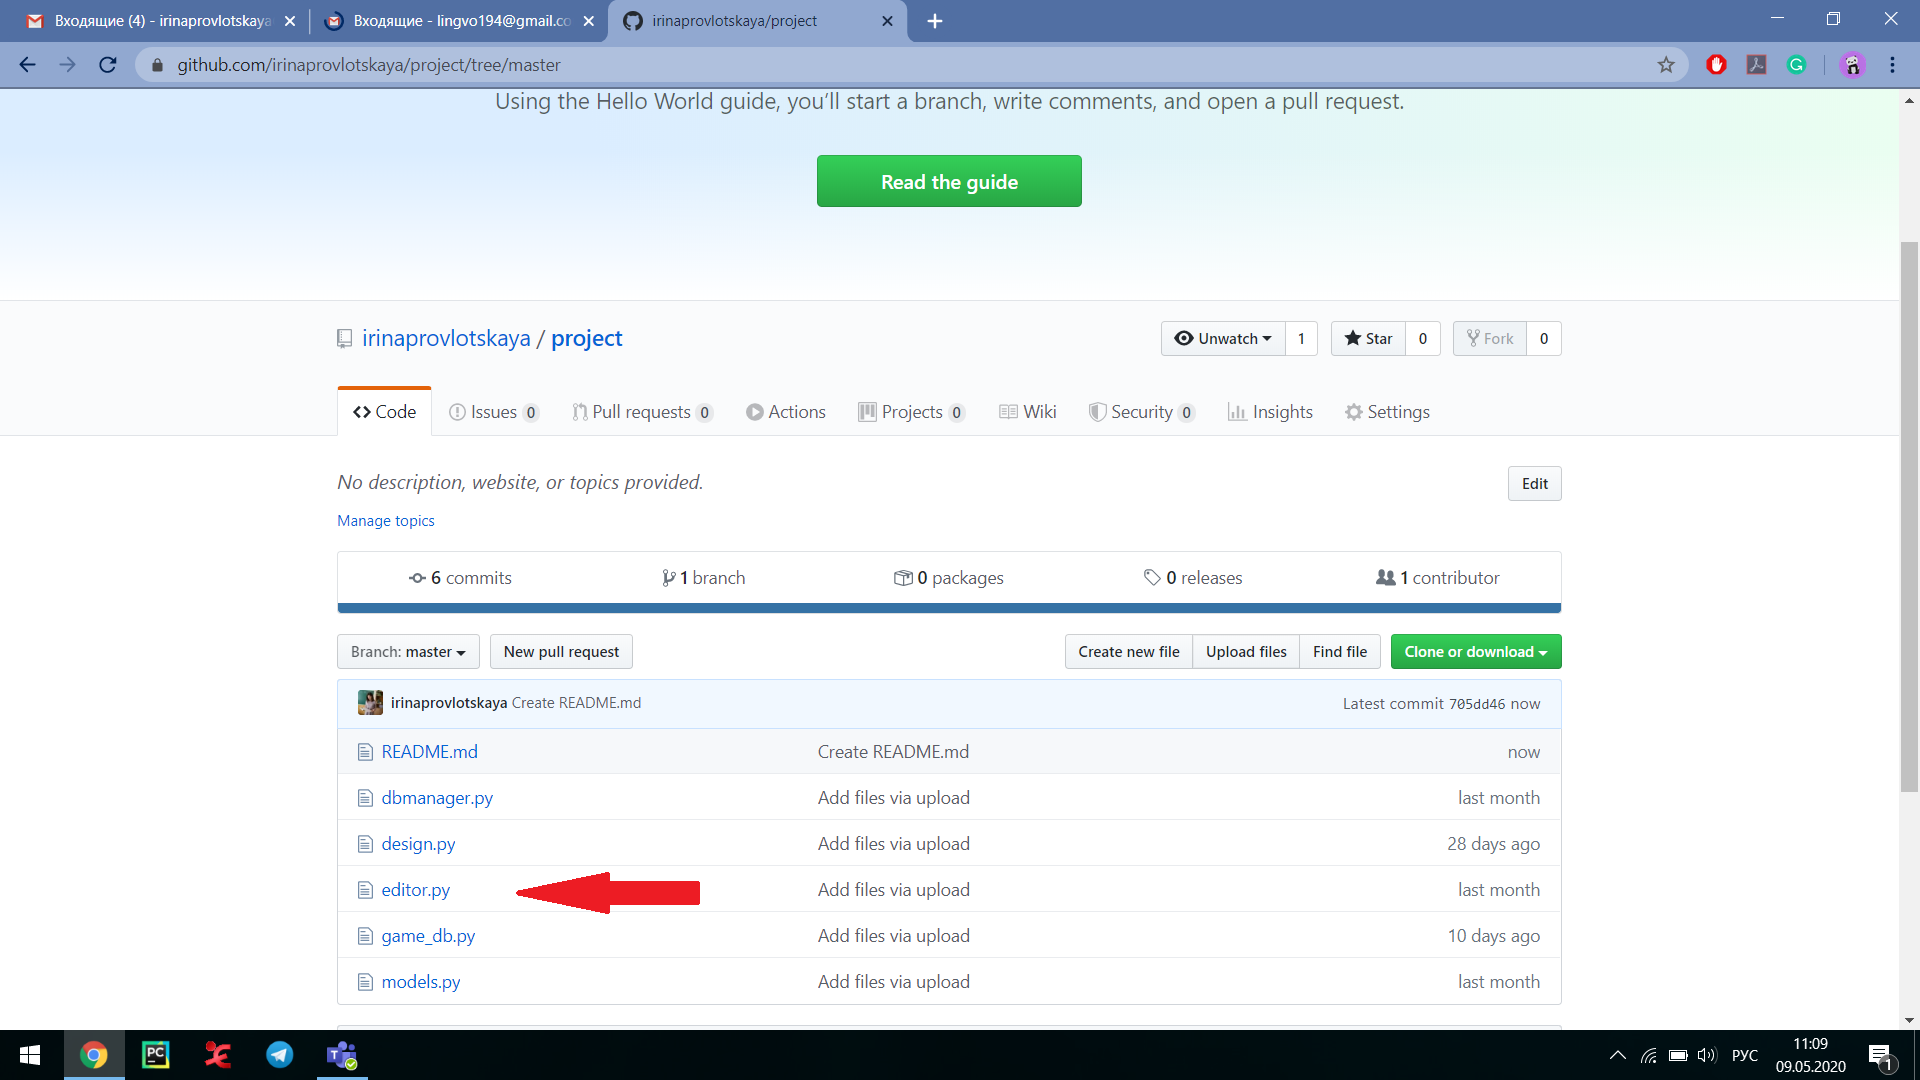 Входящие (4) - irinaprovlotskaya
Входящие - lingvo194@gmail.co
irinaprovlotskaya/project
github.com/irinaprovlotskaya/project/tree/master
Using the Hello World guide, you’ll start a branch, write comments, and open a pull request.
Read the guide
irinaprovlotskaya / project
Unwatch 1 Star 0 Fork 0
Code Issues 0 Pull requests 0 Actions Projects 0 Wiki Security 0 Insights Settings
No description, website, or topics provided.
Edit
Manage topics
6 commits 1 branch 0 packages 0 releases 1 contributor
Branch: master New pull request Create new file Upload files Find file Clone or download
irinaprovlotskaya Create README.md Latest commit 705dd46 now
README.md Create README.md now
dbmanager.py Add files via upload last month
design.py Add files via upload 28 days ago
editor.py Add files via upload last month
game_db.py Add files via upload 10 days ago
models.py Add files via upload last month
PC
T
РУС
11:09
09.05.2020
1